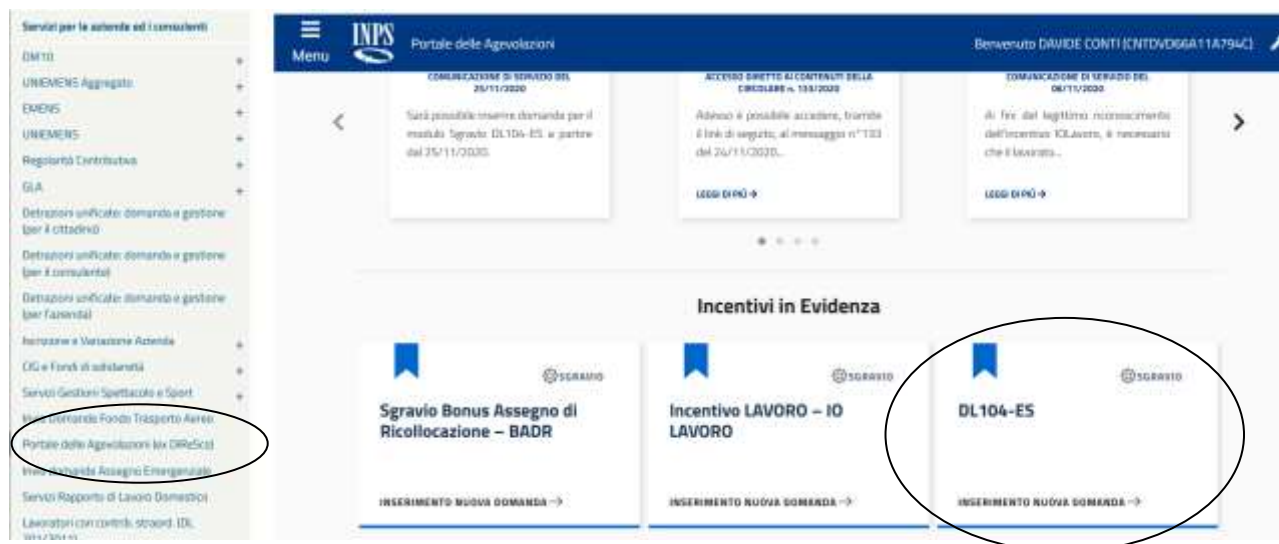 Servizi per le aziende ed i consulenti
DM10
UNIEMENS Aggregato
EMENS
UNIEMENS
Regolarità Contributiva
GLA
Detrazioni unificate: domanda e gestione
(per il cittadino)
Detrazioni unificate: domanda e gestione
(per il consulente)
Detrazioni unificate: domanda e gestione
(per l'azienda)
Iscrizione e Variazione Azienda
CIG e Fondi di solidarietà
Servizi Gestioni Spettacolo e Sport
Invio Domande Fondo Trasporto Aereo
Portale delle Agevolazioni (ex DiResCo)
Invio domande Assegno Emergenziale
Servizi Rapporto di Lavoro Domestico
Lavoratori con contrib. straord. (DL
201/2011)
Menu
INPS
Portale delle Agevolazioni
Benvenuto DAVIDE CONTI (CNTDVD66A11A794C)
COMUNICAZIONE DI SERVIZIO DEL
25/11/2020
Sarà possibile inserire domanda per il
modulo Sgravio DL104-ES a partire
dal 25/11/2020.
ACCESSO DIRETTO AI CONTENUTI DELLA
CIRCOLARE n. 133/2020
Adesso è possibile accedere, tramite
il link di seguito, al messaggio n°133
del 24/11/2020...
LEGGI DI PIÙ →
COMUNICAZIONE DI SERVIZIO DEL
06/11/2020
Ai fini del legittimo riconoscimento
dell'incentivo IOLavoro, è necessario
che il lavorato...
LEGGI DI PIÙ →
Incentivi in Evidenza
SGRAVIO
Sgravio Bonus Assegno di
Ricollocazione – BADR
INSERIMENTO NUOVA DOMANDA →
SGRAVIO
Incentivo LAVORO – IO
LAVORO
INSERIMENTO NUOVA DOMANDA →
SGRAVIO
DL104-ES
INSERIMENTO NUOVA DOMANDA →